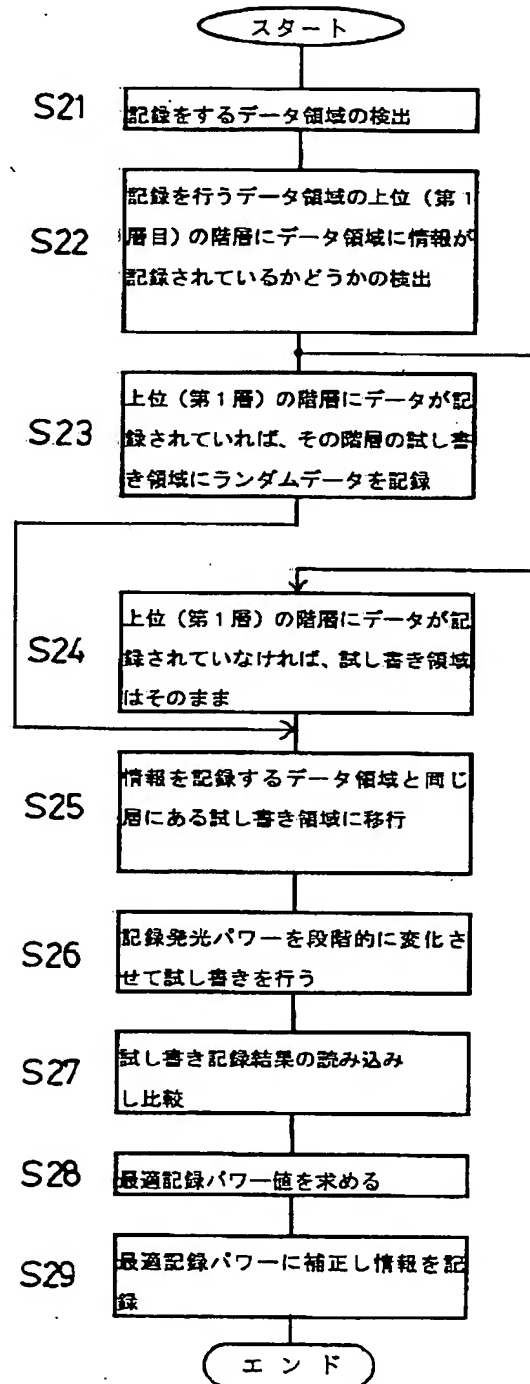 スタート
S21
記録をするデータ領域の検出
S22
記録を行うデータ領域の上位(第1
層目)の階層にデータ領域に情報が
記録されているかどうかの検出
S23
上位(第1層)の階層にデータが記
録されていれば、その階層の試し書
き領域にランダムデータを記録
S24
上位(第1層)の階層にデータが記
録されていなければ、試し書き領域
はそのまま
S25
情報を記録するデータ領域と同じ
層にある試し書き領域に移行
S26
記録発光パワーを段階的に変化さ
せて試し書きを行う
S27
試し書き記録結果の読み込み
し比較
S28
最適記録パワー値を求める
S29
最適記録パワーに補正し情報を記
録
エンド